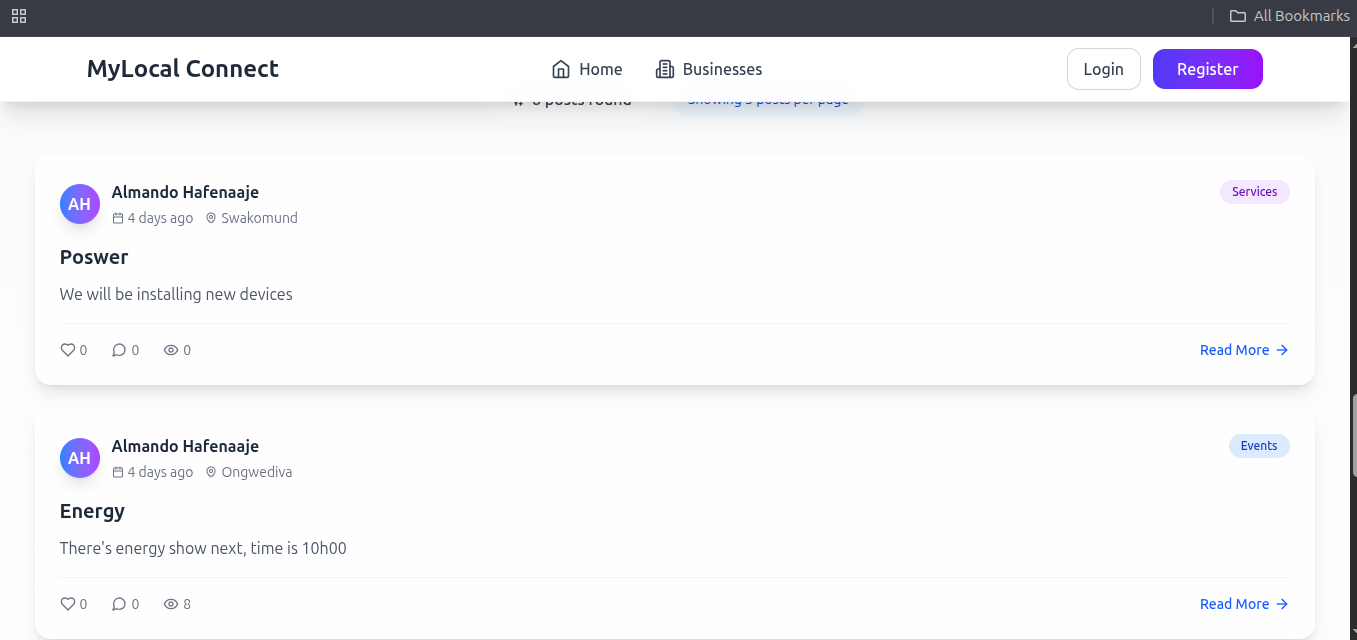 All Bookmarks
MyLocal Connect
Home
Businesses
Login
Register
posts found
Showing 5 posts per page
AH
Almando Hafenaaje
4 days ago
Swakomund
Services
Poswer
We will be installing new devices
0
0
0
Read More
AH
Almando Hafenaaje
4 days ago
Ongwediva
Events
Energy
There's energy show next, time is 10h00
0
0
8
Read More